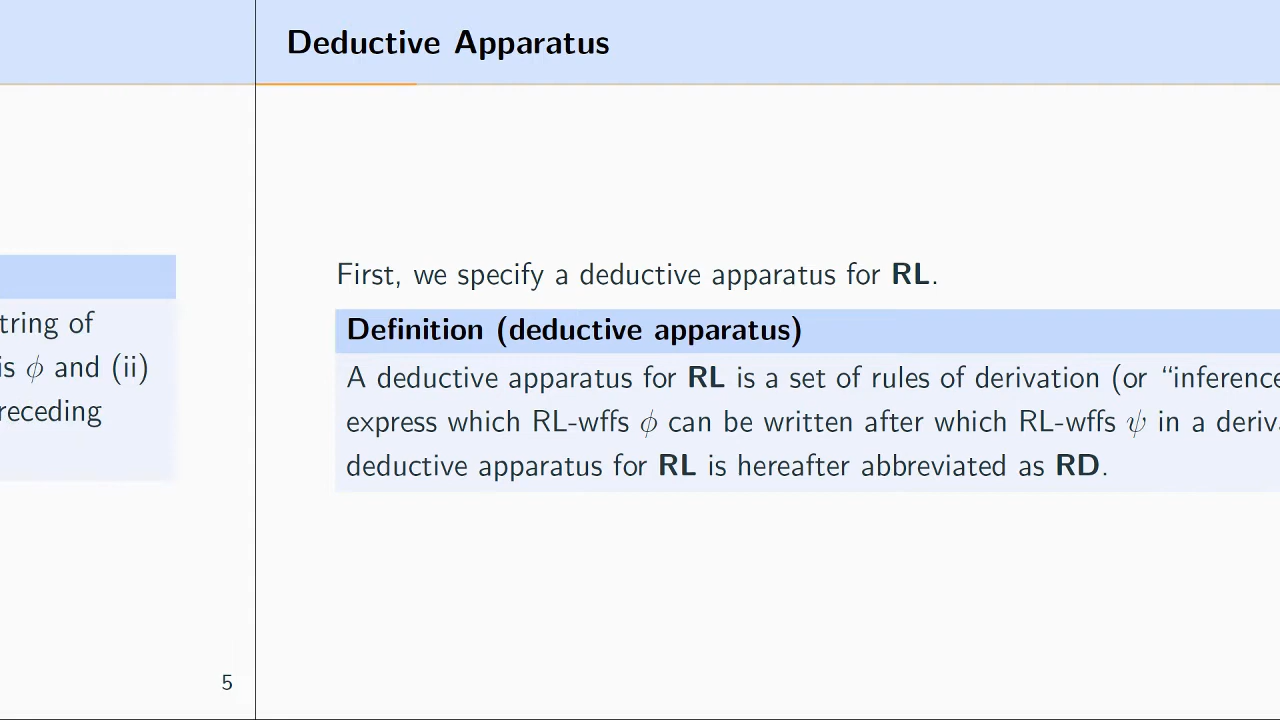 Deductive Apparatus
tring of
is ϕ and (ii)
receding
5
First, we specify a deductive apparatus for RL.
Definition (deductive apparatus)
A deductive apparatus for RL is a set of rules of derivation (or “inference
express which RL-wffs ϕ can be written after which RL-wffs ψ in a deriv
deductive apparatus for RL is hereafter abbreviated as RD.